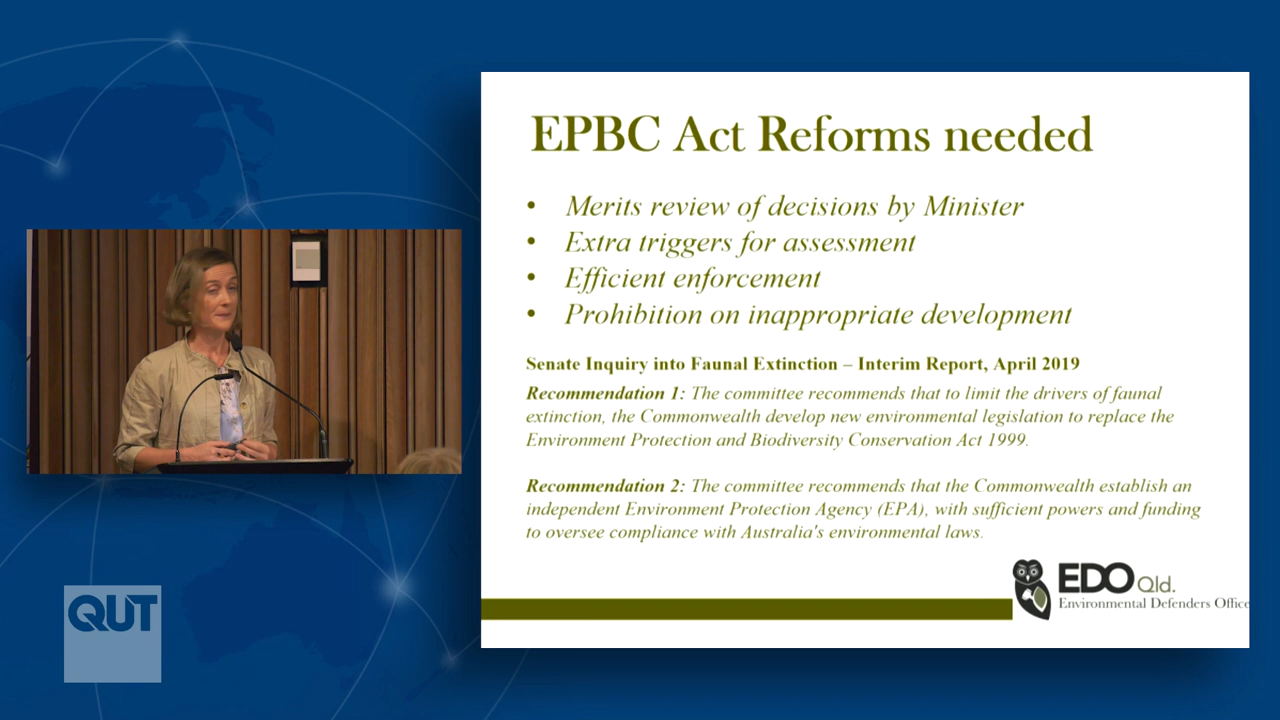 EPBC Act Reforms needed
• Merits review of decisions by Minister
• Extra triggers for assessment
• Efficient enforcement
• Prohibition on inappropriate development
Senate Inquiry into Faunal Extinction – Interim Report, April 2019
Recommendation 1: The committee recommends that to limit the drivers of faunal
extinction, the Commonwealth develop new environmental legislation to replace the
Environment Protection and Biodiversity Conservation Act 1999.
Recommendation 2: The committee recommends that the Commonwealth establish an
independent Environment Protection Agency (EPA), with sufficient powers and funding
to oversee compliance with Australia's environmental laws.
EDO Qld.
Environmental Defenders Office
QUT